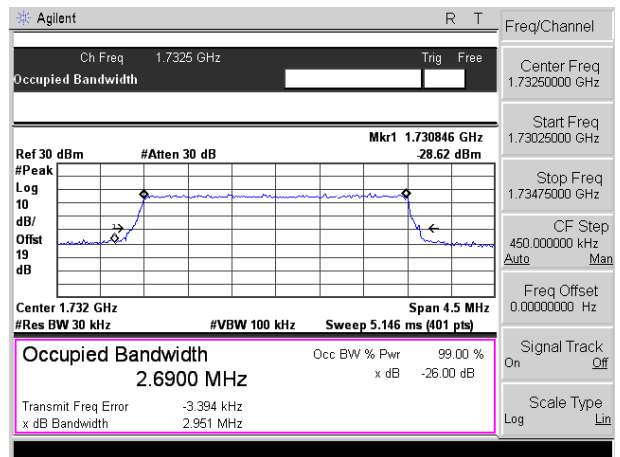 Agilent R T
Freq/Channel
Ch Freq 1.7325 GHz Trig Free
Occupied Bandwidth
Center Freq
1.73250000 GHz
Start Freq
1.73025000 GHz
Stop Freq
1.73475000 GHz
CF Step
450.000000 kHz
Auto Man
Freq Offset
0.00000000 Hz
Signal Track
On Off
Scale Type
Log Lin
Mkr1 1.730846 GHz
Ref 30 dBm #Atten 30 dB -28.62 dBm
#Peak
Log
10
dB/
Offst
19
dB
1
Center 1.732 GHz Span 4.5 MHz
#Res BW 30 kHz #VBW 100 kHz Sweep 5.146 ms (401 pts)
Occupied Bandwidth
2.6900 MHz
Occ BW % Pwr 99.00 %
x dB -26.00 dB
Transmit Freq Error -3.394 kHz
x dB Bandwidth 2.951 MHz